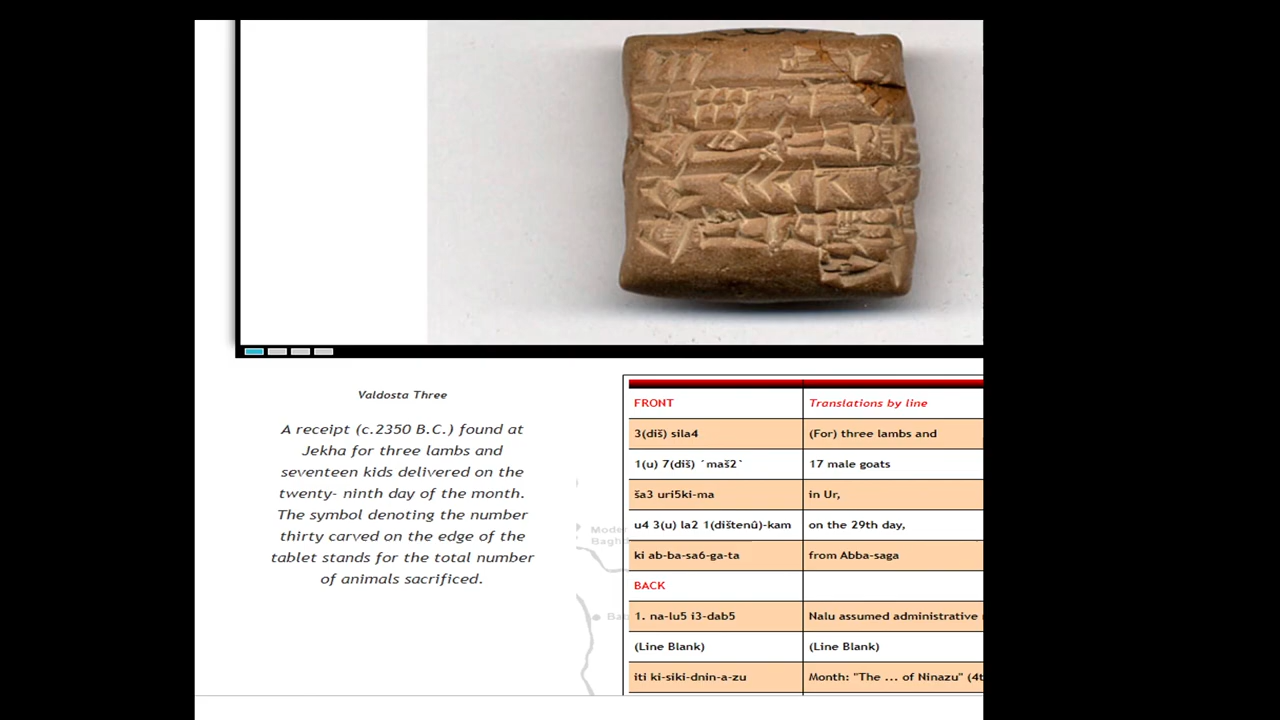 Valdosta Three
A receipt (c.2350 B.C.) found at
Jekha for three lambs and
seventeen kids delivered on the
twenty- ninth day of the month.
The symbol denoting the number
thirty carved on the edge of the
tablet stands for the total number
of animals sacrificed.
FRONT Translations by line
3(diš) sila4 (For) three lambs and
1(u) 7(diš) ´maš2` 17 male goats
ša3 uri5ki-ma in Ur,
u4 3(u) la2 1(dištenû)-kam on the 29th day,
ki ab-ba-sa6-ga-ta from Abba-saga
BACK
1. na-lu5 i3-dab5 Nalu assumed administrative
(Line Blank) (Line Blank)
iti ki-siki-dnin-a-zu Month: "The ... of Ninazu" (4t
Mode
Baghd
Bab